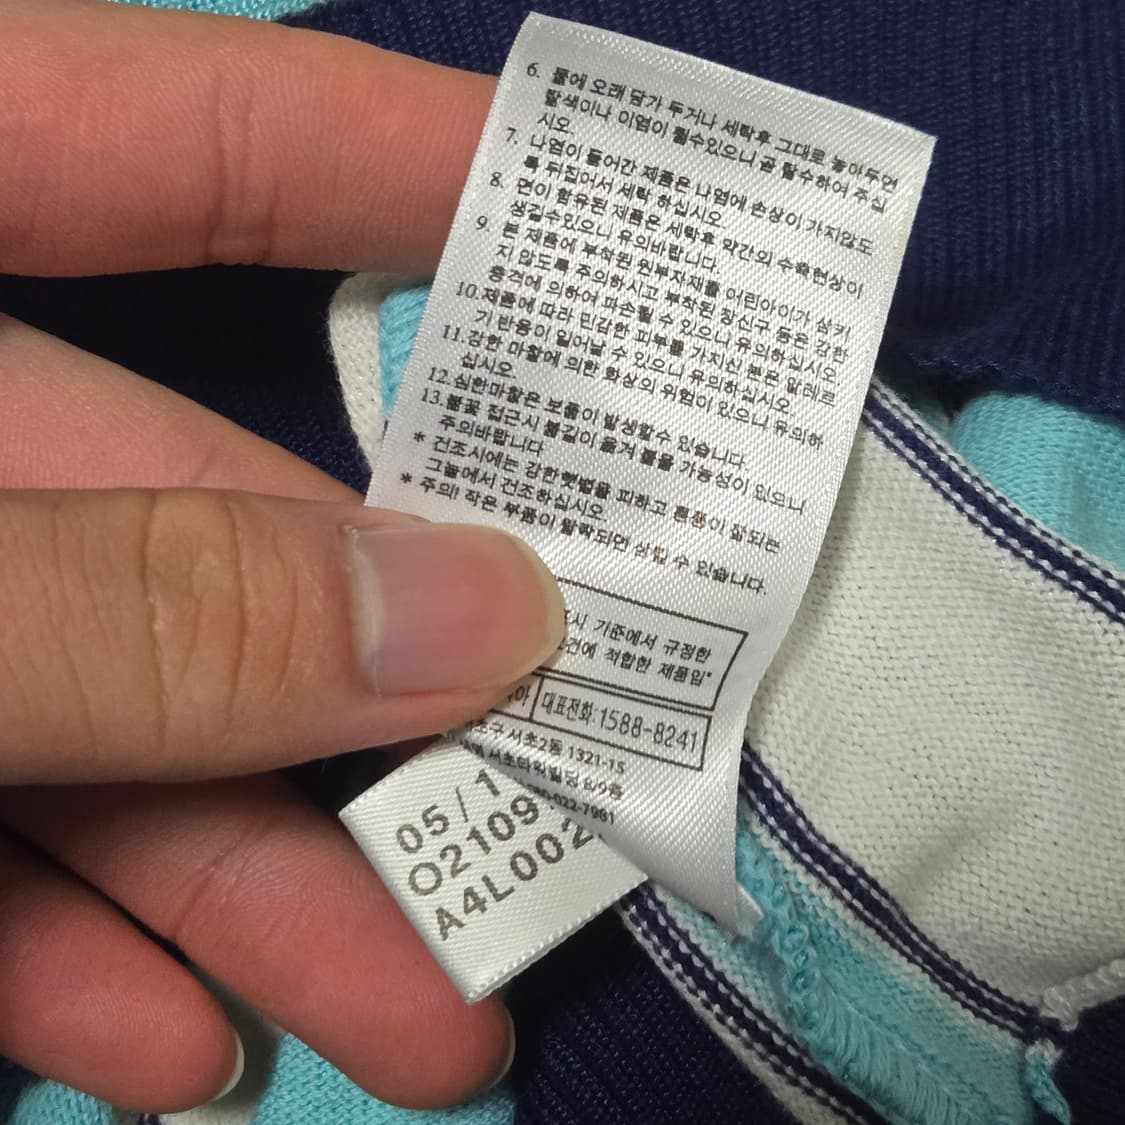 6. 물에 오래 담가 두거나 세탁후 그대로 놓아두면
탈색이나 이염이 될수있으니 곧 탈수하여 주십
시오.
7. 나염이 들어간 제품은 나염에 손상이 가지않도
록 뒤집어서 세탁 하십시오.
8. 면이 함유된 제품은 세탁후 약간의 수축현상이
생길수있으니 유의바랍니다.
9. 본 제품에 부착된 원부자재를 어린아이가 삼키
지 않도록 주의하시고 부착된 장신구 등은 강한
충격에 의하여 파손될수 있으니 유의하십시오
10.제품에 따라 민감한 피부를 가지신 분은 알레르
기 반응이 일어날 수 있으니 유의하십시오.
11.강한 마찰에 의한 화상의 위험이 있으니 유의하
십시오
12.심한마찰은 보풀이 발생할수 있습니다.
13.불꽃 접근시 불길이 옮겨 붙을 가능성이 있으니
주의바랍니다
* 건조시에는 강한햇볕을 피하고 통풍이 잘되는
그늘에서 건조하십시오
* 주의! 작은 부품이 탈락되면 삼킬 수 있습니다.
기준에서 규정한
적합한 제품임"
대표전화:1588-8241
서초2동 1321-15
서초타워빌딩 8/9층
022-7981
05/1
O2109
A4L002